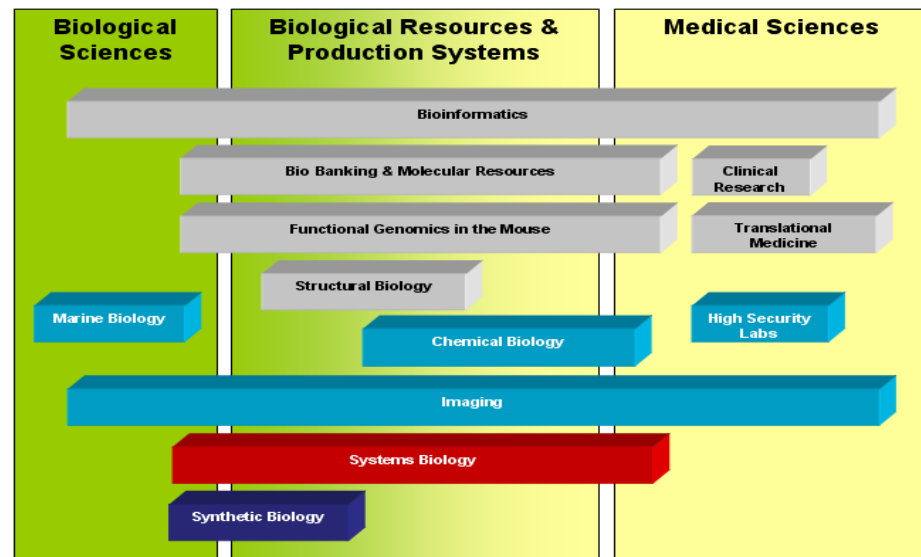 Biological
Sciences
Biological Resources &
Production Systems
Medical Sciences
Bioinformatics
Bio Banking & Molecular Resources
Clinical
Research
Functional Genomics in the Mouse
Translational
Medicine
Structural Biology
Marine Biology
High Security
Labs
Chemical Biology
Imaging
Systems Biology
Synthetic Biology